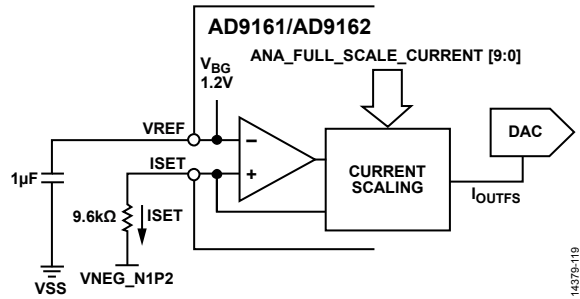 AD9161/AD9162
ANA_FULL_SCALE_CURRENT [9:0]
VBG
1.2V
VREF
DAC
−
1µF
ISET
+
CURRENT
SCALING
IOUTFS
9.6kΩ
ISET
VSS
VNEG_N1P2
14379-119